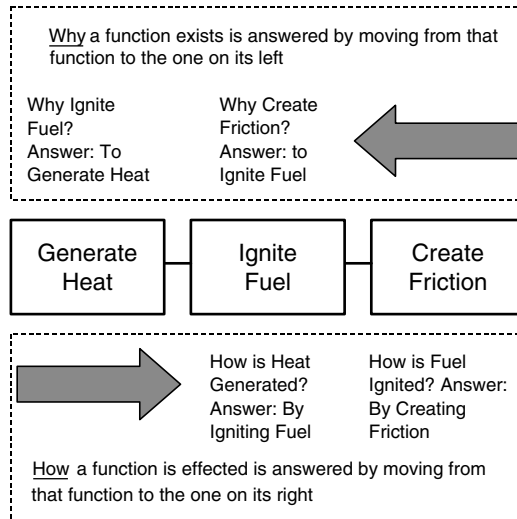 Why a function exists is answered by moving from that
function to the one on its left
Why Ignite
Fuel?
Answer: To
Generate Heat
Why Create
Friction?
Answer: to
Ignite Fuel
Generate
Heat
Ignite
Fuel
Create
Friction
How is Heat
Generated?
Answer: By
Igniting Fuel
How is Fuel
Ignited? Answer:
By Creating
Friction
How a function is effected is answered by moving from
that function to the one on its right